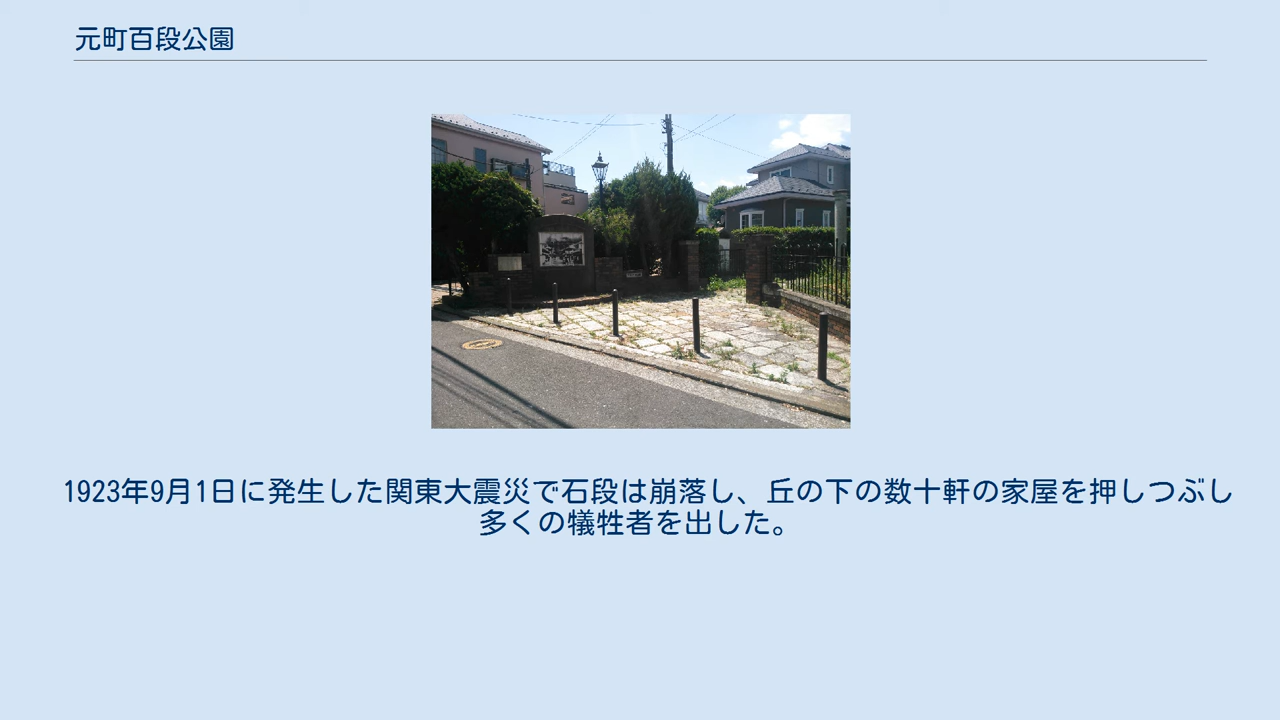 元町百段公園
1923年9月1日に発生した関東大震災で石段は崩落し、丘の下の数十軒の家屋を押しつぶし
多くの犠牲者を出した。